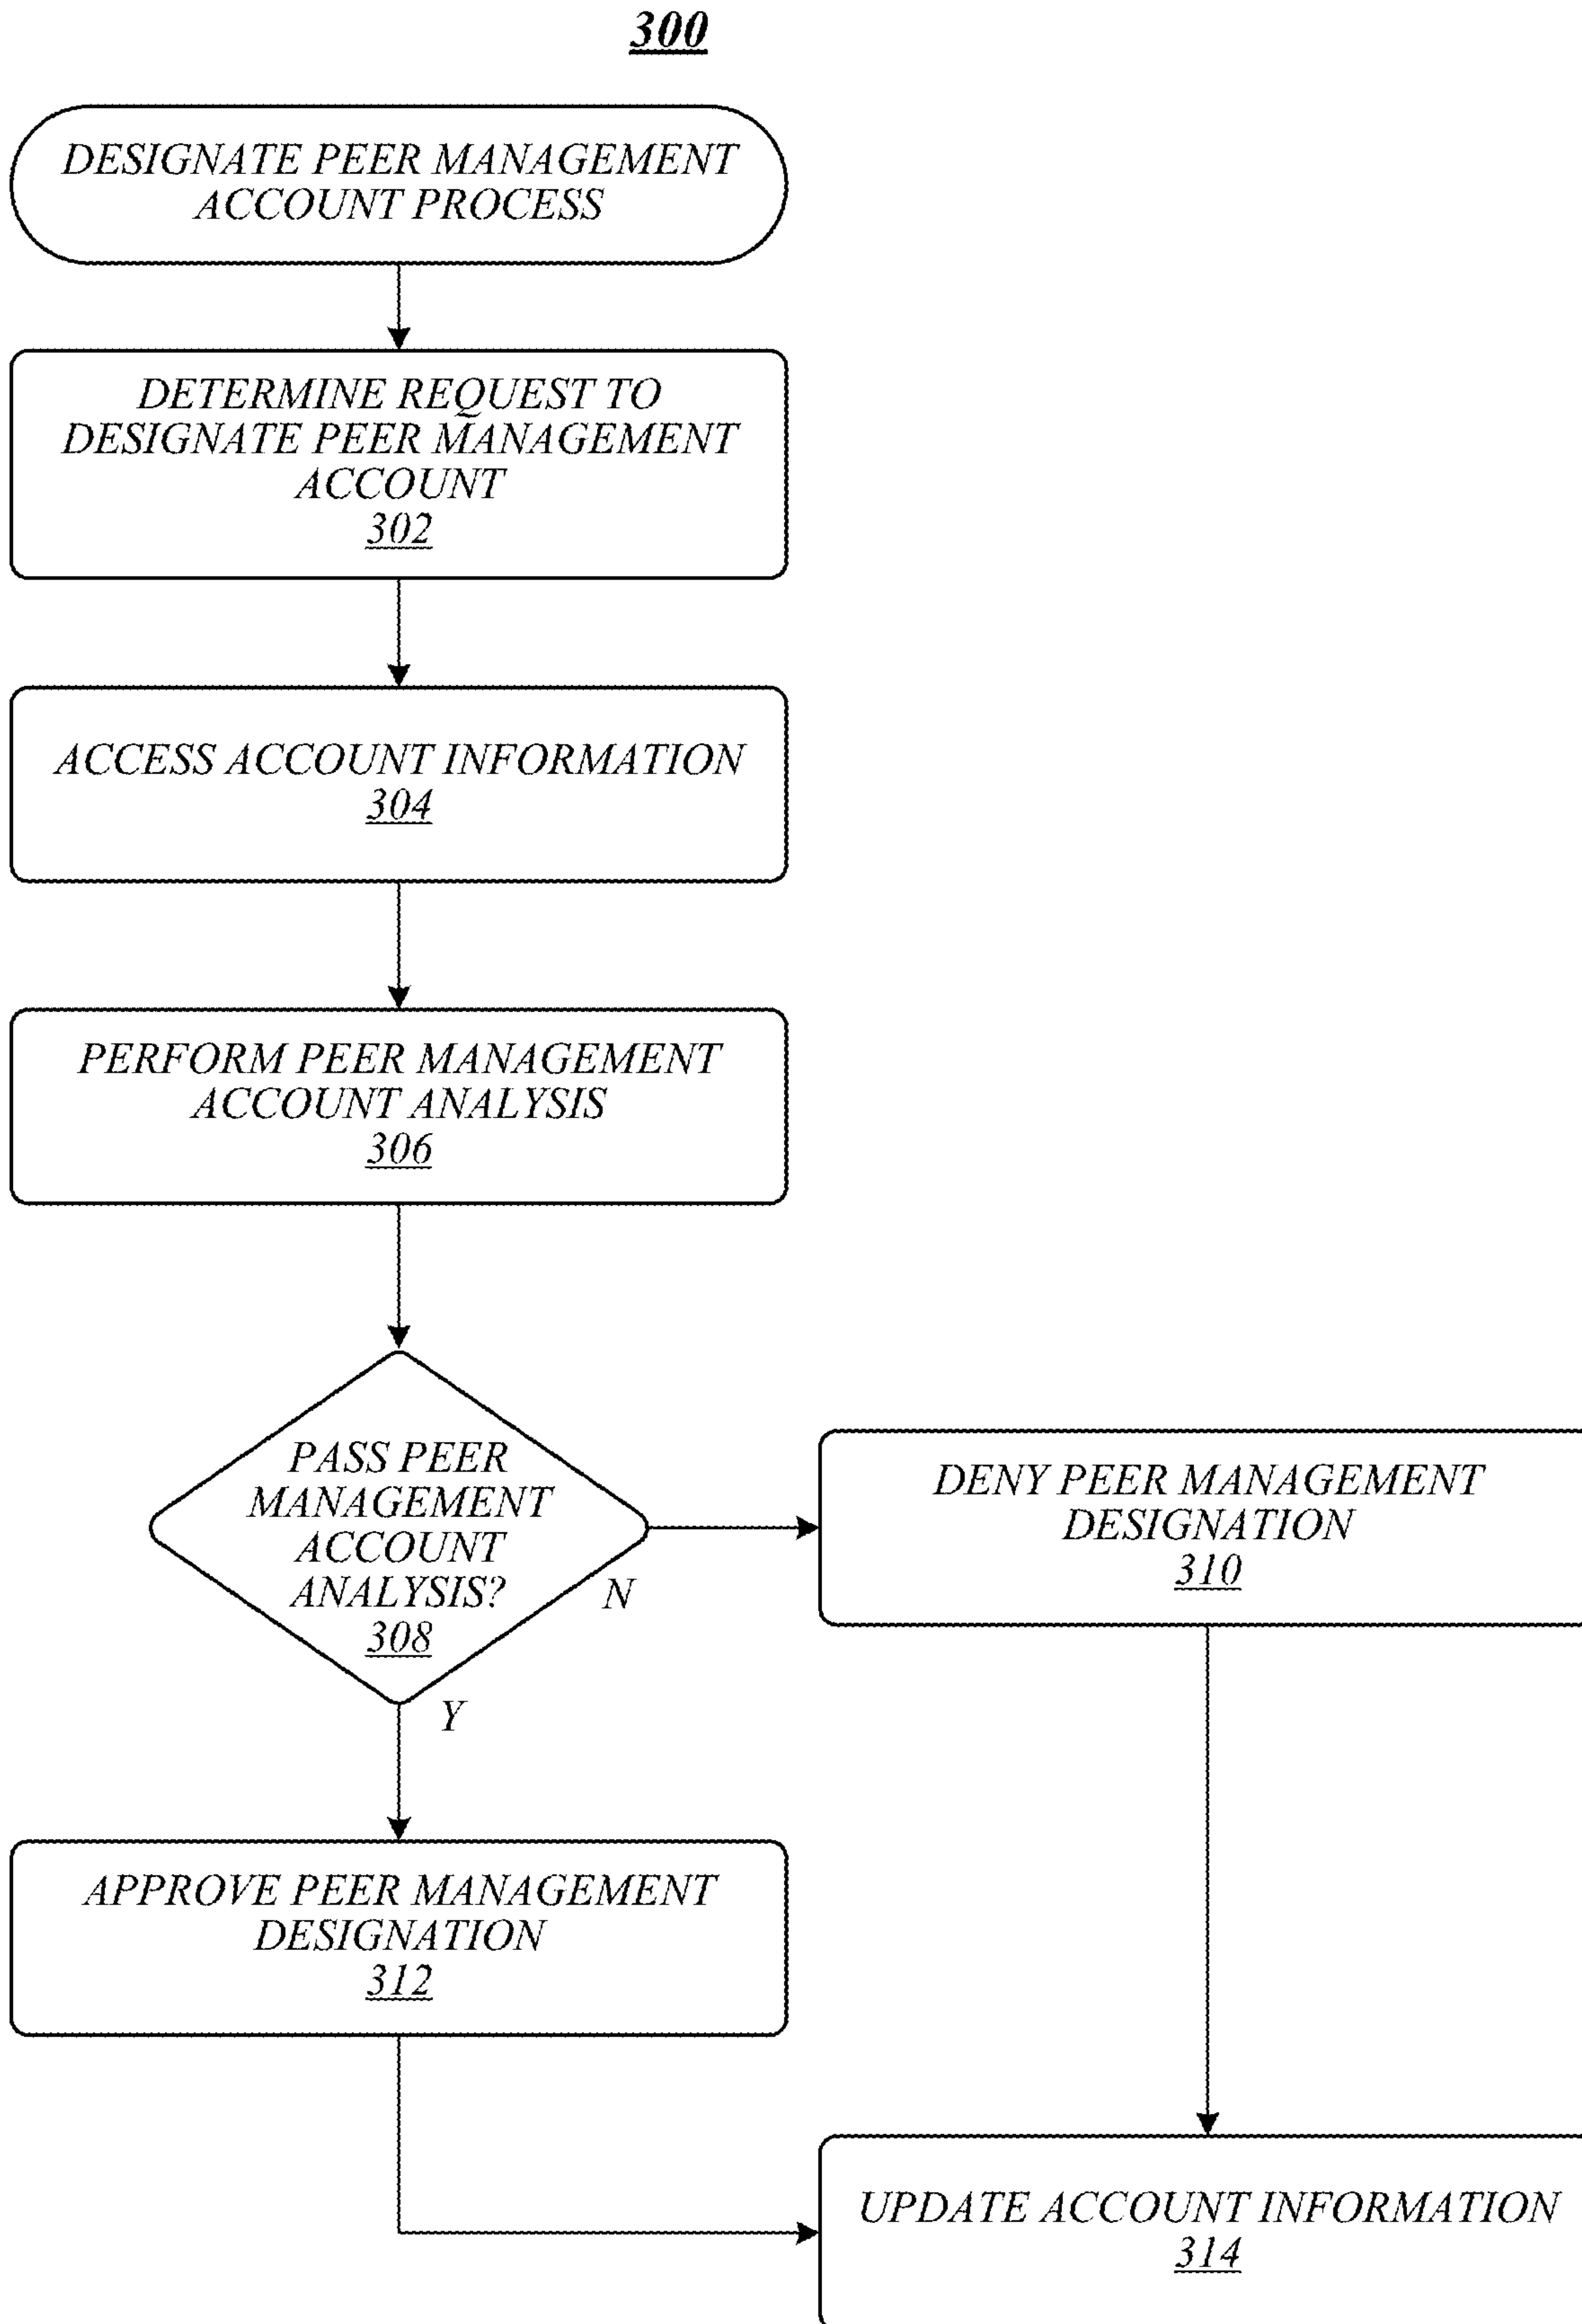 300
DESIGNATE PEER MANAGEMENT
ACCOUNT PROCESS
DETERMINE REQUEST TO
DESIGNATE PEER MANAGEMENT
ACCOUNT
302
ACCESS ACCOUNT INFORMATION
304
PERFORM PEER MANAGEMENT
ACCOUNT ANALYSIS
306
PASS PEER
MANAGEMENT
ACCOUNT
ANALYSIS?
308
N
Y
DENY PEER MANAGEMENT
DESIGNATION
310
APPROVE PEER MANAGEMENT
DESIGNATION
312
UPDATE ACCOUNT INFORMATION
314